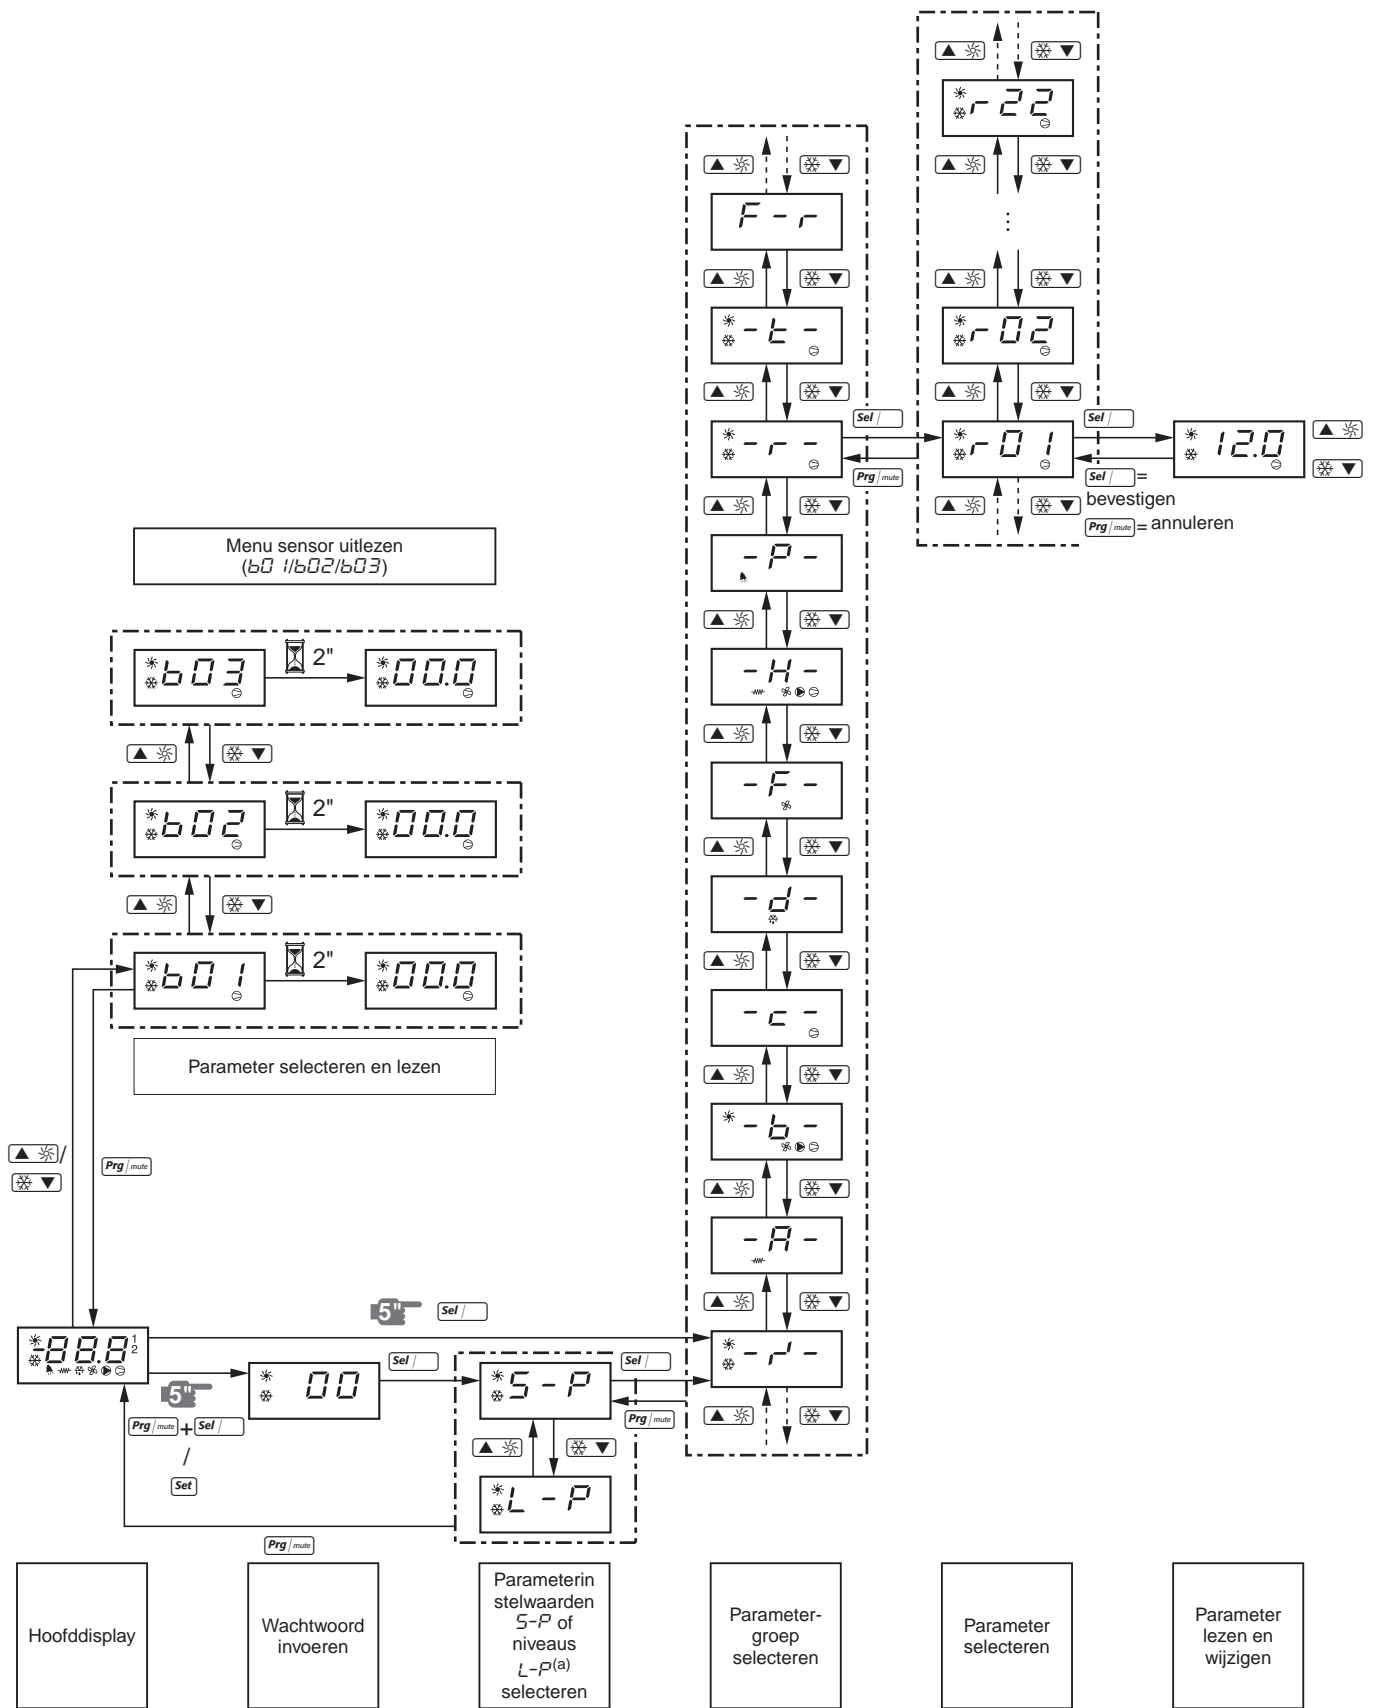 r22
F-r
-t-
r02
-r-
Sel
r01
Sel
12.0
Prg/mute
Sel =
bevestigen
Prg/mute = annuleren
-P-
Menu sensor uitlezen
(b01/b02/b03)
b03
2"
00.0
-H-
b02
2"
00.0
-F-
-d-
b01
2"
00.0
-c-
Parameter selecteren en lezen
-b-
/
Prg/mute
-A-
5"
Sel
-88.8
1
2
-r'-
5"
00
Sel
S-P
Sel
Prg/mute
Prg/mute + Sel
/
Set
L-P
Prg/mute
Hoofddisplay
Wachtwoord
invoeren
Parameterin
stelwaarden
S-P of
niveaus
L-P(a)
selecteren
Parameter-
groep
selecteren
Parameter
selecteren
Parameter
lezen en
wijzigen